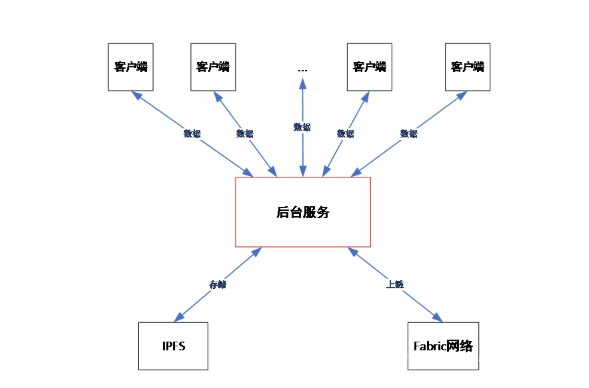 客户端
客户端
...
客户端
客户端
数据
数据
数据
数据
数据
后台服务
存储
上链
IPFS
Fabric网络